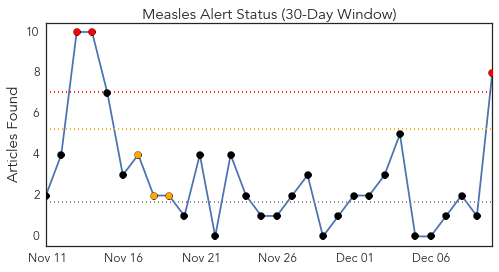 Measles Alert Status (30-Day Window)
Articles Found
10
8
6
4
2
0
Nov 11 Nov 16 Nov 21 Nov 26 Dec 01 Dec 06